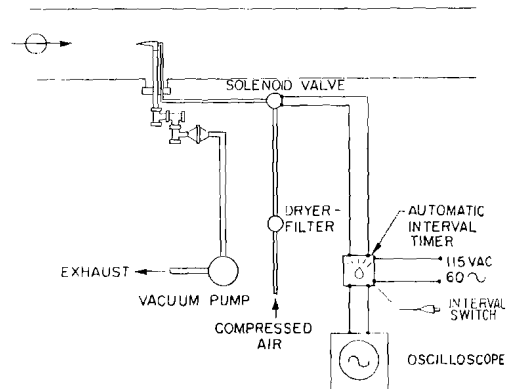 SOLENOID VALVE
DRYER-
FILTER
AUTOMATIC
INTERVAL
TIMER
115 VAC
60
EXHAUST
VACUUM PUMP
COMPRESSED
AIR
INTERVAL
SWITCH
OSCILLOSCOPE